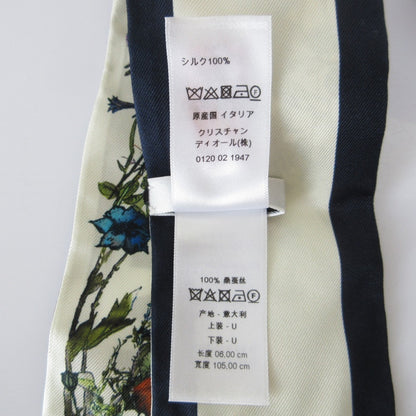 シルク100%
原産国 イタリア
クリスチャン
ディオール(株)
0120 02 1947
100% 桑蚕丝
产地 - 意大利
上装 - U
下装 - U
长度 06,00 cm
宽度 105,00 cm